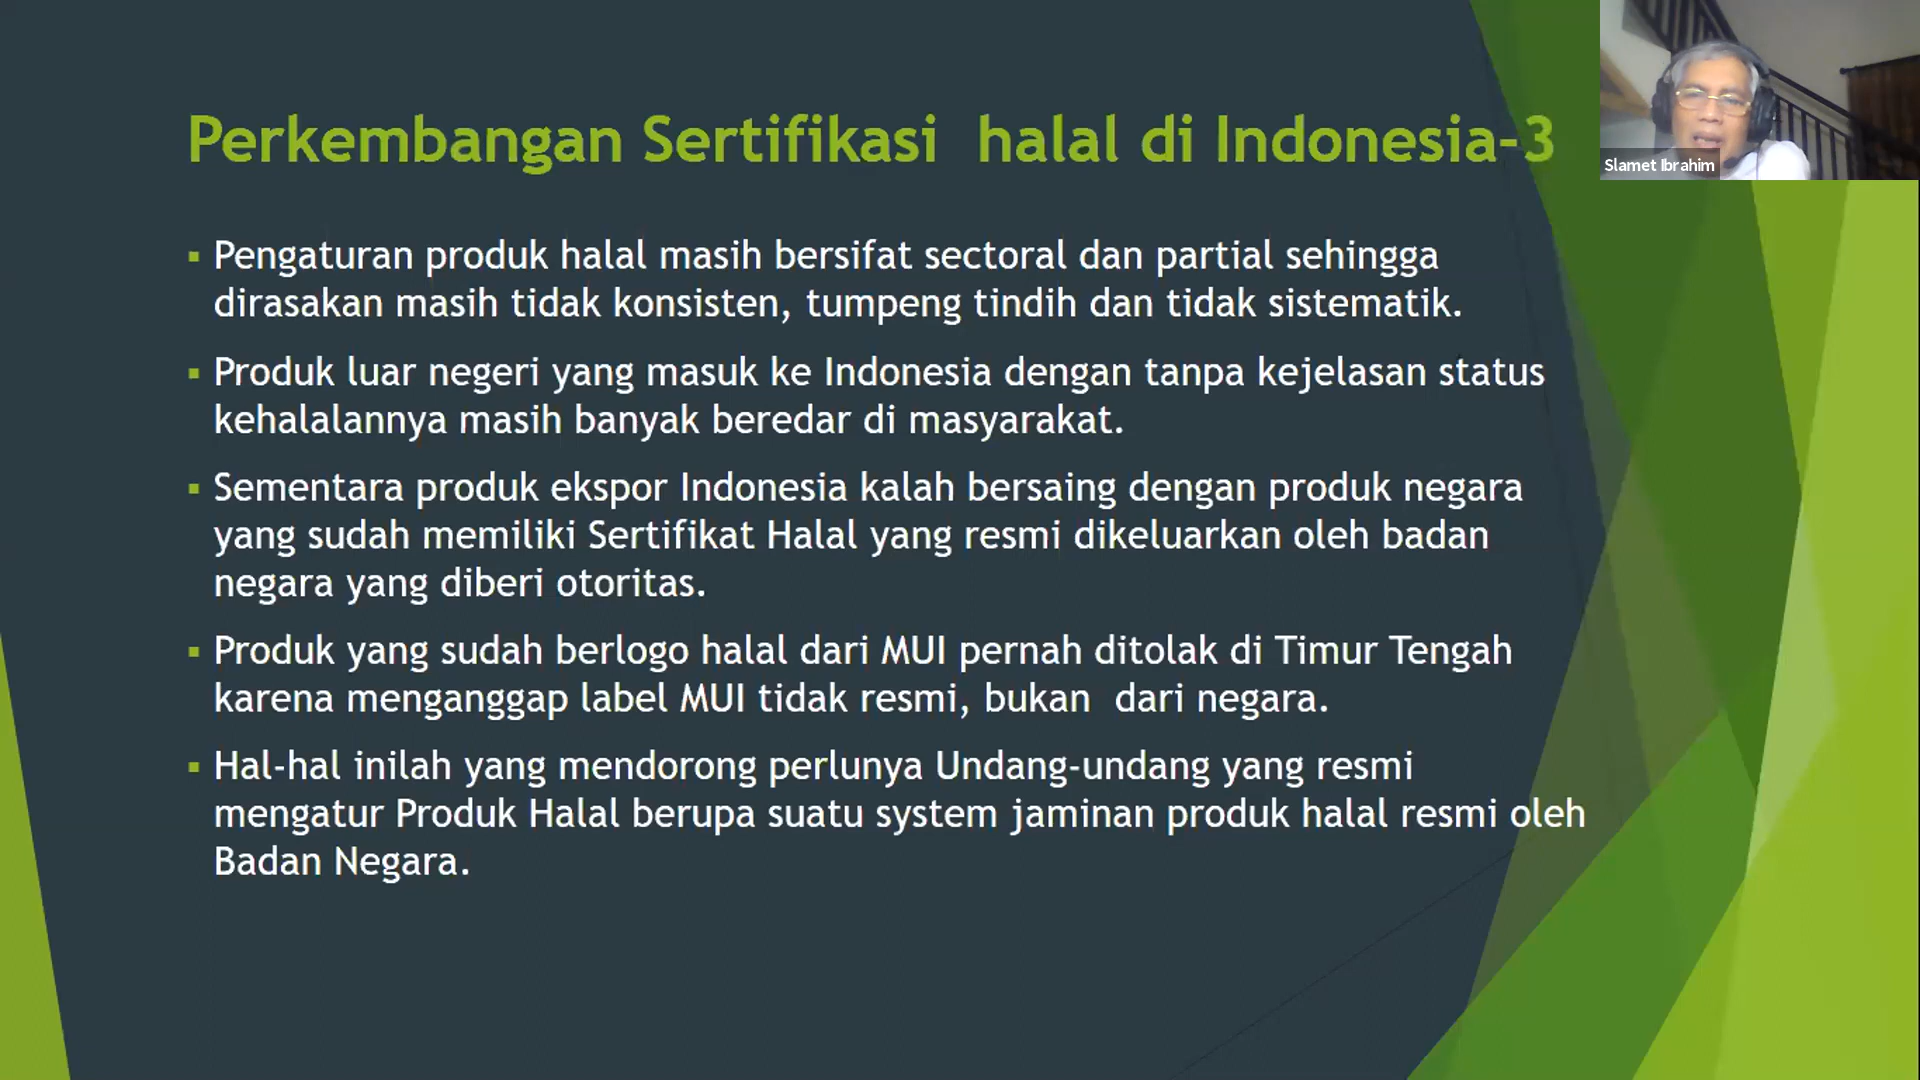 Perkembangan Sertifikasi  halal di Indonesia-3
Slamet Ibrahim
▪ Pengaturan produk halal masih bersifat sectoral dan partial sehingga
dirasakan masih tidak konsisten, tumpeng tindih dan tidak sistematik.
▪ Produk luar negeri yang masuk ke Indonesia dengan tanpa kejelasan status
kehalalannya masih banyak beredar di masyarakat.
▪ Sementara produk ekspor Indonesia kalah bersaing dengan produk negara
yang sudah memiliki Sertifikat Halal yang resmi dikeluarkan oleh badan
negara yang diberi otoritas.
▪ Produk yang sudah berlogo halal dari MUI pernah ditolak di Timur Tengah
karena menganggap label MUI tidak resmi, bukan  dari negara.
▪ Hal-hal inilah yang mendorong perlunya Undang-undang yang resmi
mengatur Produk Halal berupa suatu system jaminan produk halal resmi oleh
Badan Negara.